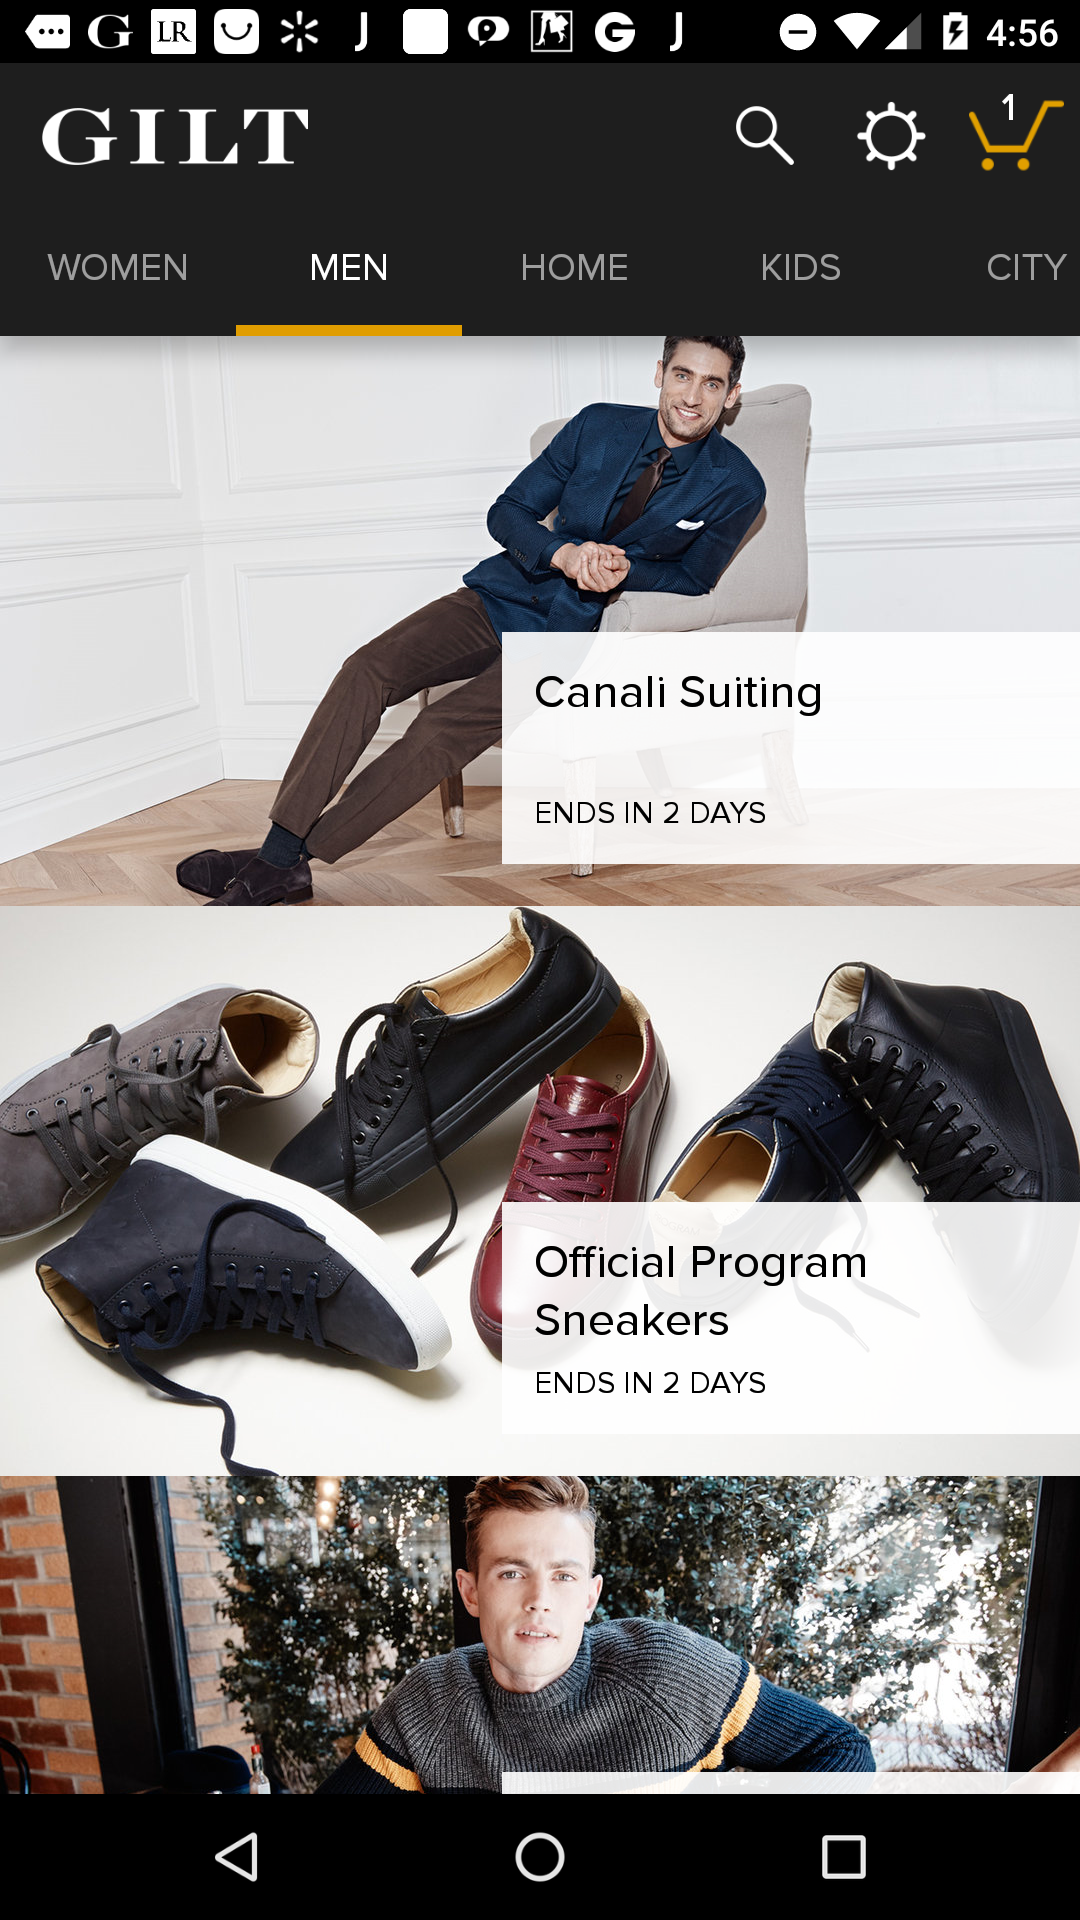 G LR J G J 4:56
GILT 1
WOMEN MEN HOME KIDS CITY
Canali Suiting
ENDS IN 2 DAYS
Official Program
Sneakers
ENDS IN 2 DAYS